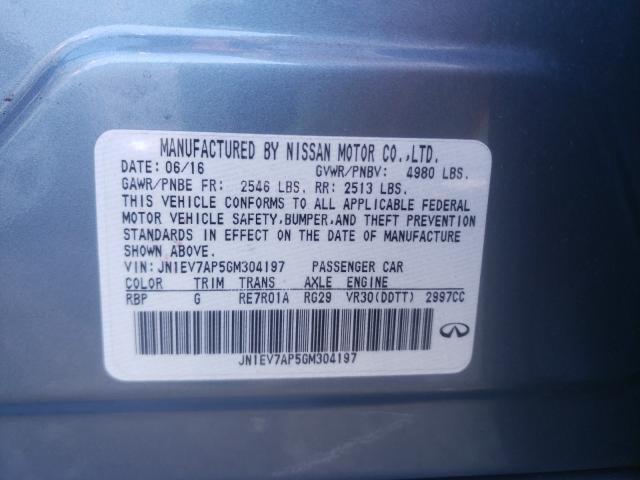 MANUFACTURED BY NISSAN MOTOR CO.,LTD.
DATE: 06/16 GVWR/PNBV: 4980 LBS.
GAWR/PNBE FR: 2546 LBS. RR: 2513 LBS.
THIS VEHICLE CONFORMS TO ALL APPLICABLE FEDERAL
MOTOR VEHICLE SAFETY,BUMPER,AND THEFT PREVENTION
STANDARDS IN EFFECT ON THE DATE OF MANUFACTURE
SHOWN ABOVE.
VIN:JN1EV7AP5GM304197 PASSENGER CAR
COLOR TRIM TRANS AXLE ENGINE
RBP G RE7R01A RG29 VR30(DDTT) 2997CC
JN1EV7AP5GM304197
INFINITI